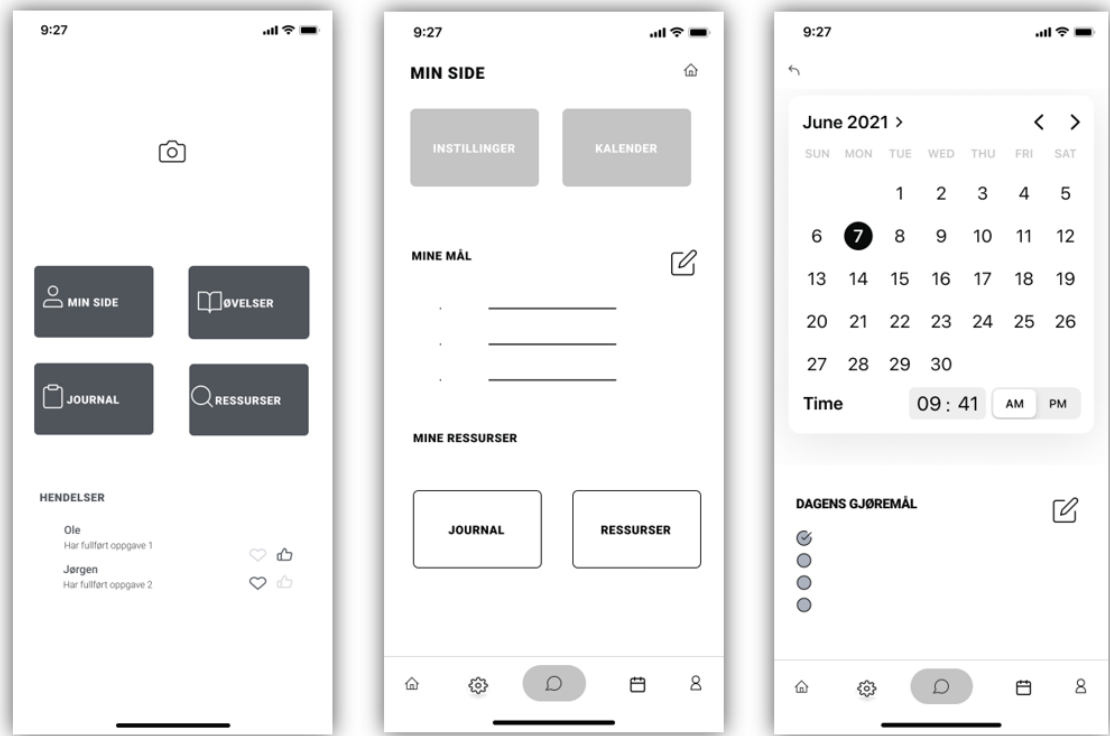 9:27
MIN SIDE
ØVELSER
JOURNAL
RESSURSER
HENDELSER
Ole
Har fullført oppgave 1
Jørgen
Har fullført oppgave 2
9:27
MIN SIDE
INSTILLINGER
KALENDER
MINE MÅL
MINE RESSURSER
JOURNAL
RESSURSER
9:27
June 2021 >
SUN MON TUE WED THU FRI SAT
1 2 3 4 5
6 7 8 9 10 11 12
13 14 15 16 17 18 19
20 21 22 23 24 25 26
27 28 29 30
Time 09 : 41 AM PM
DAGENS GJØREMÅL